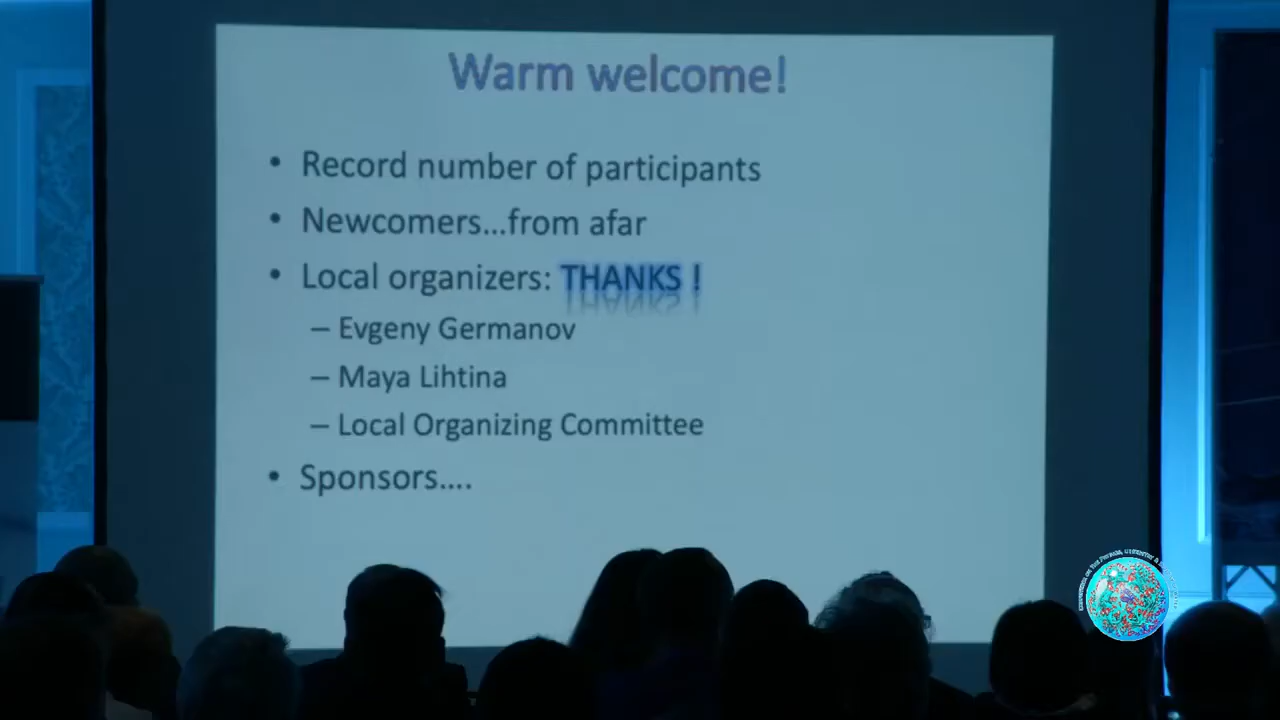 Warm welcome!
• Record number of participants
• Newcomers...from afar
• Local organizers: THANKS !
– Evgeny Germanov
– Maya Lihtina
– Local Organizing Committee
• Sponsors....